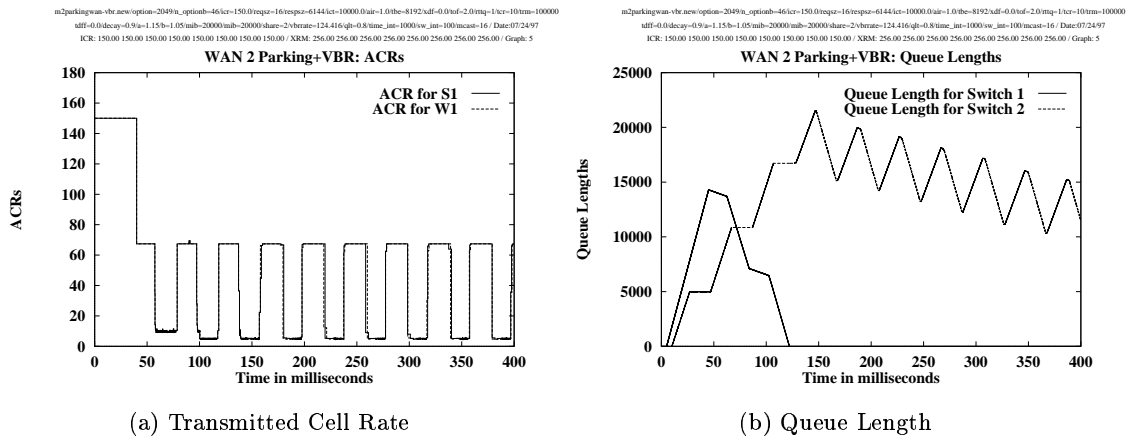 m2parkingwan-vbr.new/option=2049/n_optionb=46/icr=150.0/reqsz=16/respsz=6144/ict=10000.0/air=1.0/tbe=8192/xdf=0.0/tof=2.0/rttq=1/tcr=10/trm=100000
tdff=0.0/decay=0.9/a=1.15/b=1.05/mib=20000/mib=20000/share=2/vbrrate=124.416/qlt=0.8/time_int=1000/sw_int=100/mcast=16 / Date:07/24/97
ICR: 150.00 150.00 150.00 150.00 150.00 150.00 150.00 / XRM: 256.00 256.00 256.00 256.00 256.00 256.00 256.00 / Graph: 5
WAN 2 Parking+VBR: ACRs
180
160
140
120
100
80
60
40
20
0
ACRs
ACR for S1
ACR for W1
0 50 100 150 200 250 300 350 400
Time in milliseconds
(a) Transmitted Cell Rate
m2parkingwan-vbr.new/option=2049/n_optionb=46/icr=150.0/reqsz=16/respsz=6144/ict=10000.0/air=1.0/tbe=8192/xdf=0.0/tof=2.0/rttq=1/tcr=10/trm=100000
tdff=0.0/decay=0.9/a=1.15/b=1.05/mib=20000/mib=20000/share=2/vbrrate=124.416/qlt=0.8/time_int=1000/sw_int=100/mcast=16 / Date:07/24/97
ICR: 150.00 150.00 150.00 150.00 150.00 150.00 150.00 / XRM: 256.00 256.00 256.00 256.00 256.00 256.00 256.00 / Graph: 5
WAN 2 Parking+VBR: Queue Lengths
25000
20000
15000
10000
5000
0
Queue Lengths
Queue Length for Switch 1
Queue Length for Switch 2
0 50 100 150 200 250 300 350 400
Time in milliseconds
(b) Queue Length